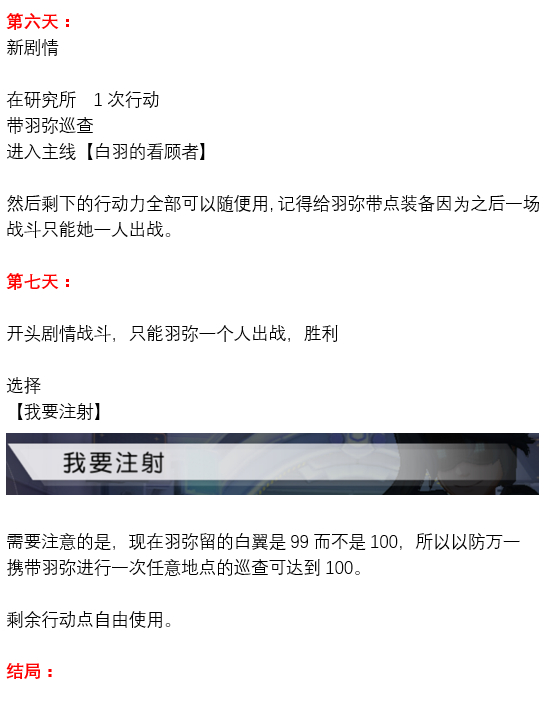 第六天：
新剧情
在研究所 1 次行动
带羽弥巡查
进入主线【白羽的看顾者】
然后剩下的行动力全部可以随便用, 记得给羽弥带点装备因为之后一场
战斗只能她一人出战。
第七天：
开头剧情战斗，只能羽弥一个人出战，胜利
选择
【我要注射】
我要注射
需要注意的是，现在羽弥留的白翼是 99 而不是 100，所以以防万一
携带羽弥进行一次任意地点的巡查可达到 100。
剩余行动点自由使用。
结局：